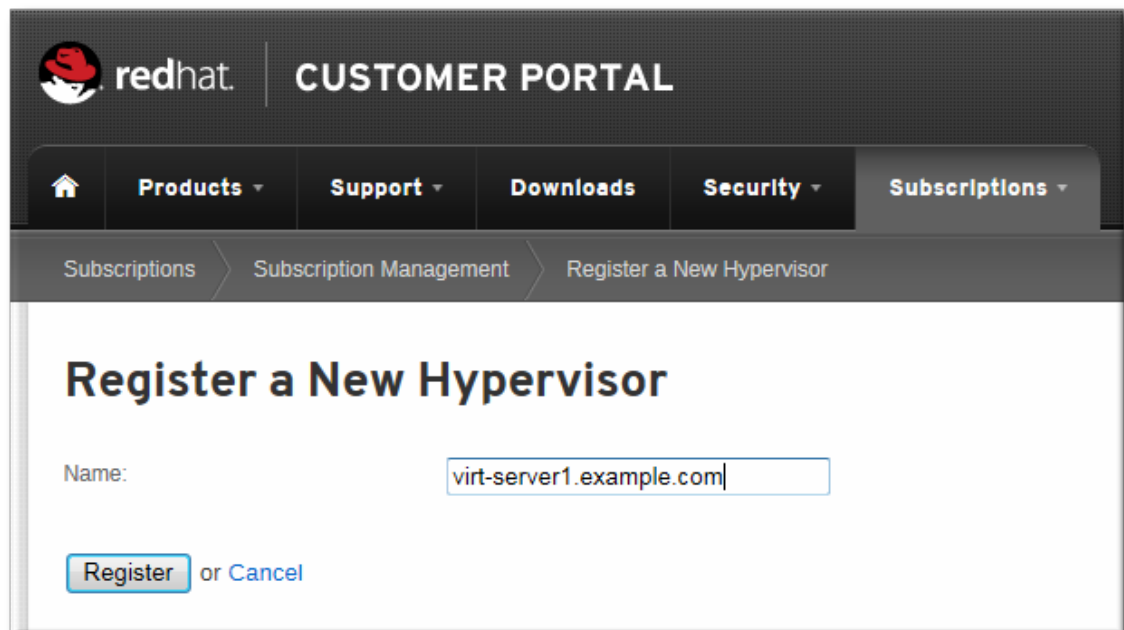 redhat. CUSTOMER PORTAL
Products Support Downloads Security Subscriptions
Subscriptions Subscription Management Register a New Hypervisor
Register a New Hypervisor
Name: virt-server1.example.com
Register or Cancel